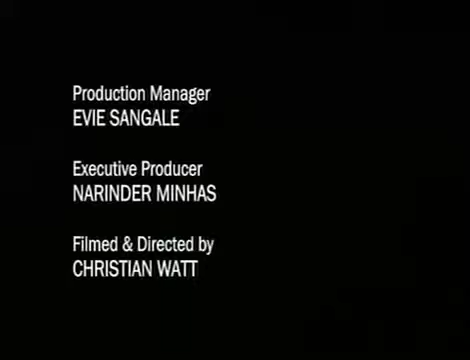 Production Manager
EVIE SANGALE
Executive Producer
NARINDER MINHAS
Filmed & Directed by
CHRISTIAN WATT